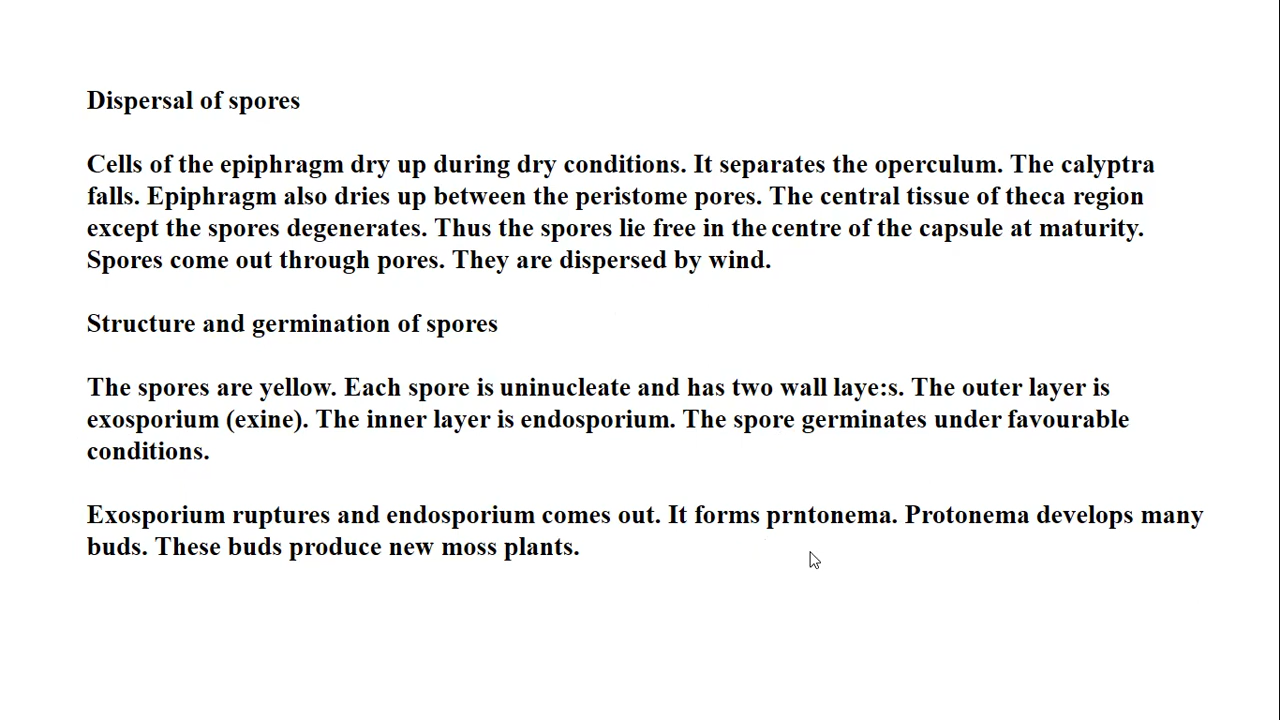 Dispersal of spores
Cells of the epiphragm dry up during dry conditions. It separates the operculum. The calyptra
falls. Epiphragm also dries up between the peristome pores. The central tissue of theca region
except the spores degenerates. Thus the spores lie free in the centre of the capsule at maturity.
Spores come out through pores. They are dispersed by wind.
Structure and germination of spores
The spores are yellow. Each spore is uninucleate and has two wall laye:s. The outer layer is
exosporium (exine). The inner layer is endosporium. The spore germinates under favourable
conditions.
Exosporium ruptures and endosporium comes out. It forms prntonema. Protonema develops many
buds. These buds produce new moss plants.